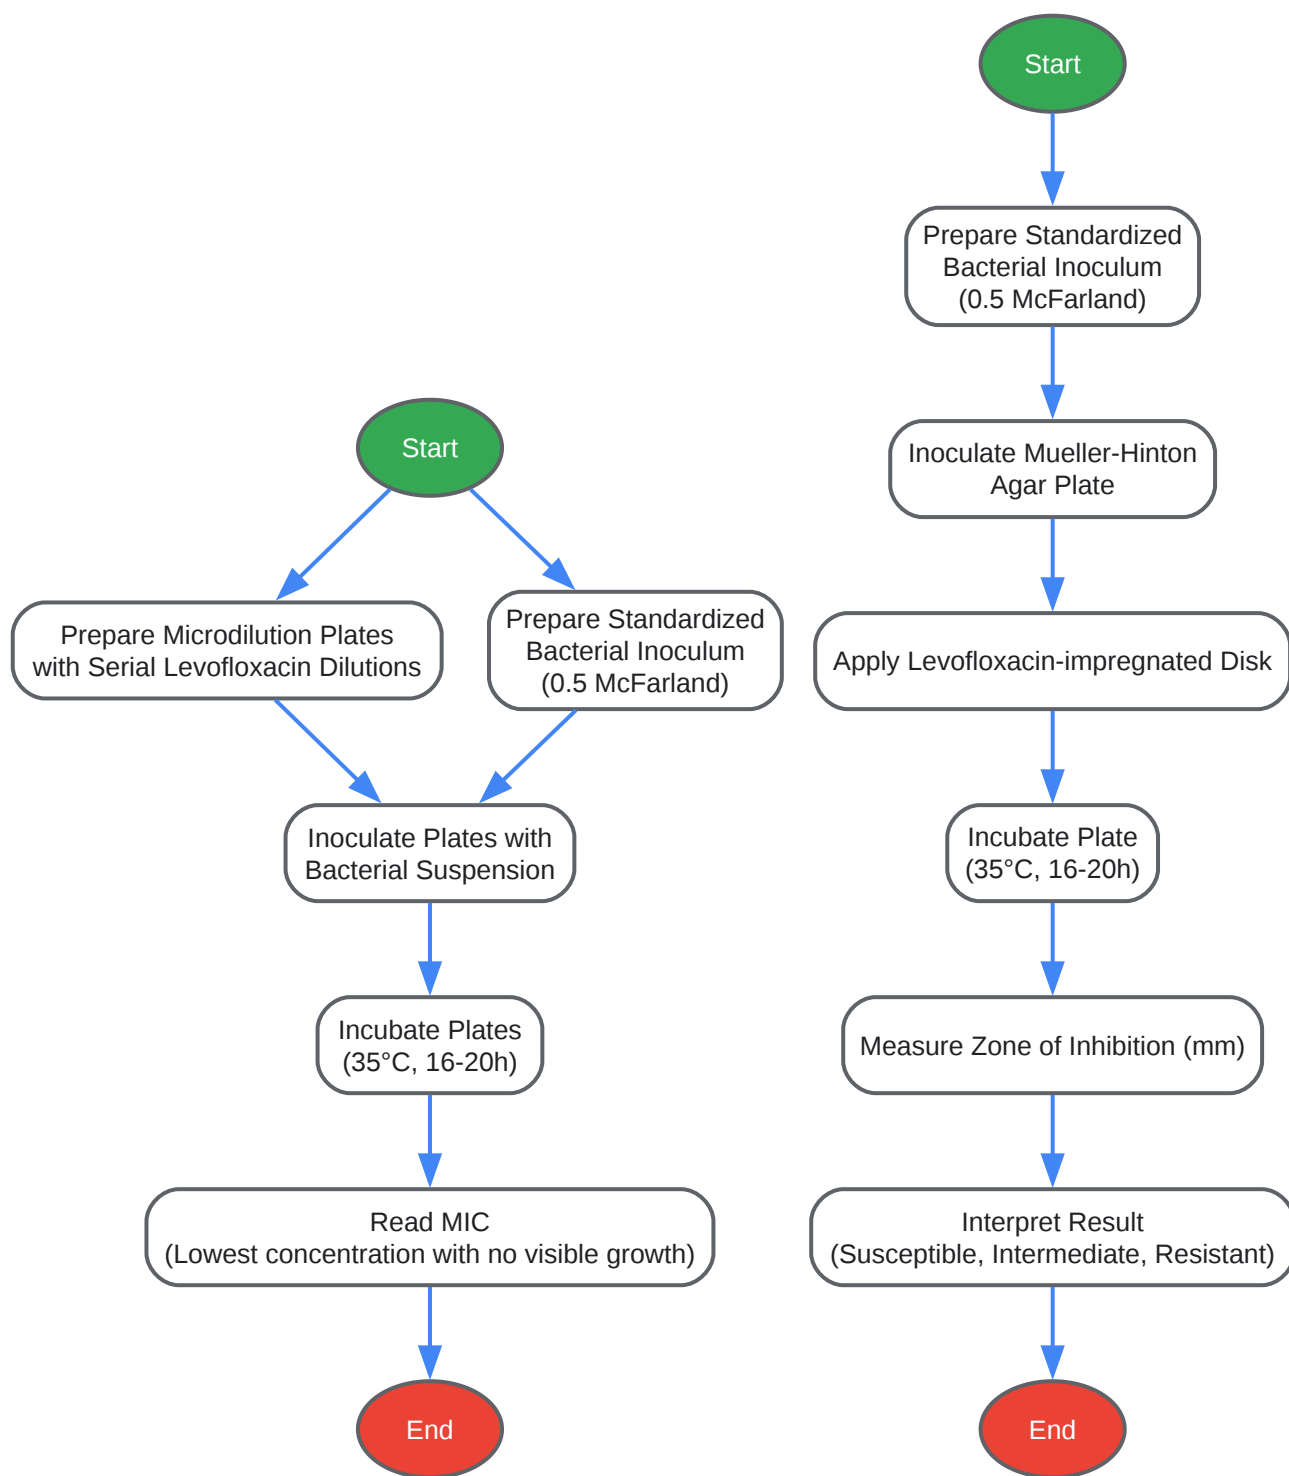 Start
Prepare Microdilution Plates
with Serial Levofloxacin Dilutions
Prepare Standardized
Bacterial Inoculum
(0.5 McFarland)
Inoculate Plates with
Bacterial Suspension
Incubate Plates
(35°C, 16-20h)
Read MIC
(Lowest concentration with no visible growth)
End
Start
Prepare Standardized
Bacterial Inoculum
(0.5 McFarland)
Inoculate Mueller-Hinton
Agar Plate
Apply Levofloxacin-impregnated Disk
Incubate Plate
(35°C, 16-20h)
Measure Zone of Inhibition (mm)
Interpret Result
(Susceptible, Intermediate, Resistant)
End